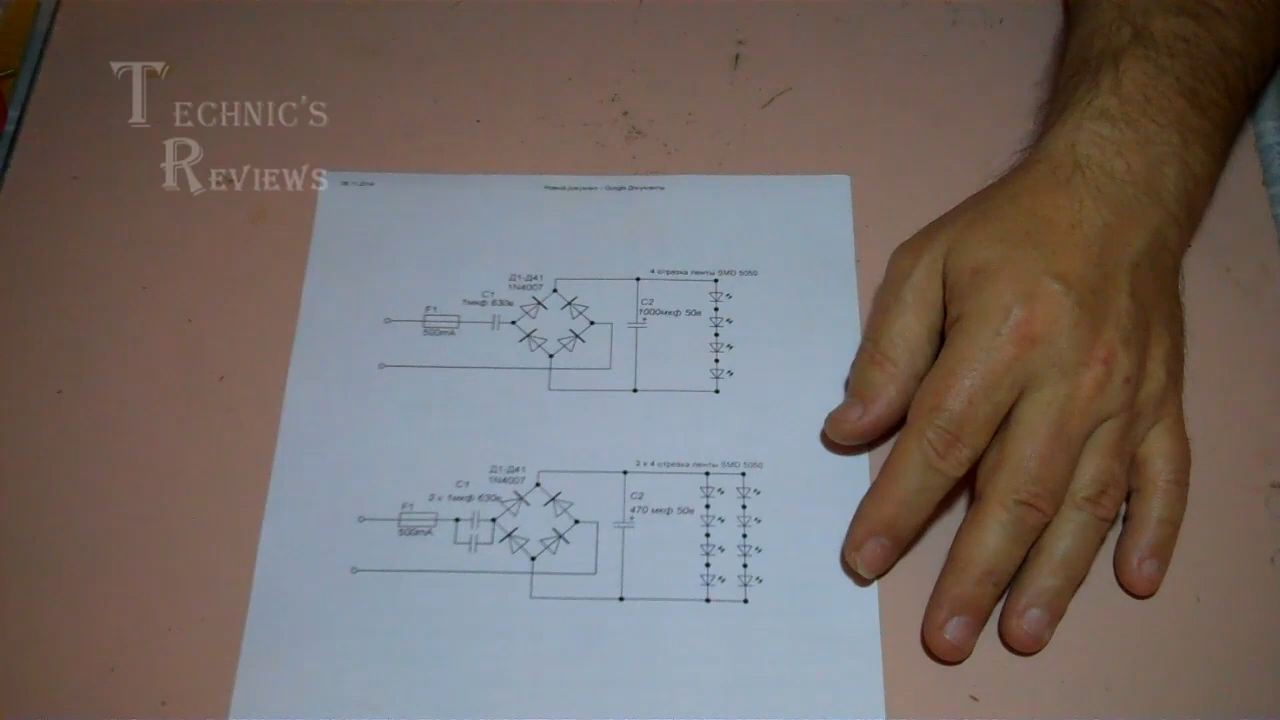 TECHNIC'S
REVIEWS
Новый документ - Google Документы
4 отрезка ленты SMD 5050
Д1-Д41
1N4007
C1
1мкф 630в
F1
500mA
C2
+
1000мкф 50в
2 x 4 отрезка ленты SMD 5050
Д1-Д41
1N4007
C1
2 x 1мкф 630в
F1
500mA
C2
470 мкф 50в
+